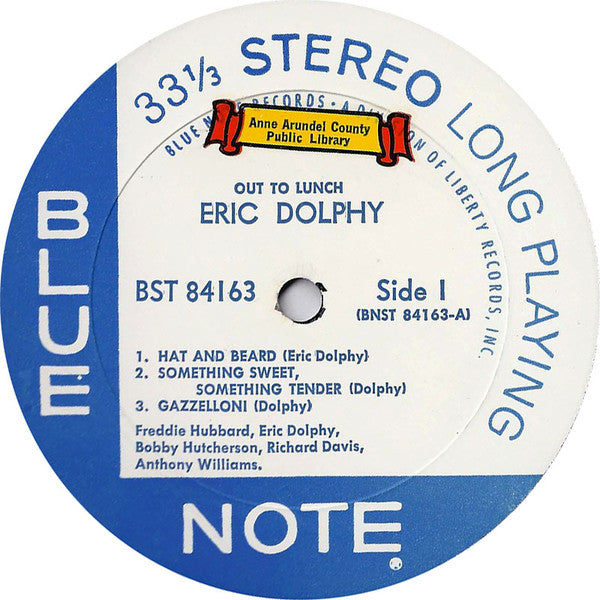 33⅓ STEREO LONG PLAYING
BLUE N RECORDS • A D N OF LIBERTY RECORDS, INC.
Anne Arundel County
Public Library
OUT TO LUNCH
ERIC DOLPHY
BST 84163
Side 1
(BNST 84163-A)
1. HAT AND BEARD (Eric Dolphy)
2. SOMETHING SWEET,
SOMETHING TENDER (Dolphy)
3. GAZZELLONI (Dolphy)
Freddie Hubbard, Eric Dolphy,
Bobby Hutcherson, Richard Davis,
Anthony Williams.
BLUE
NOTE